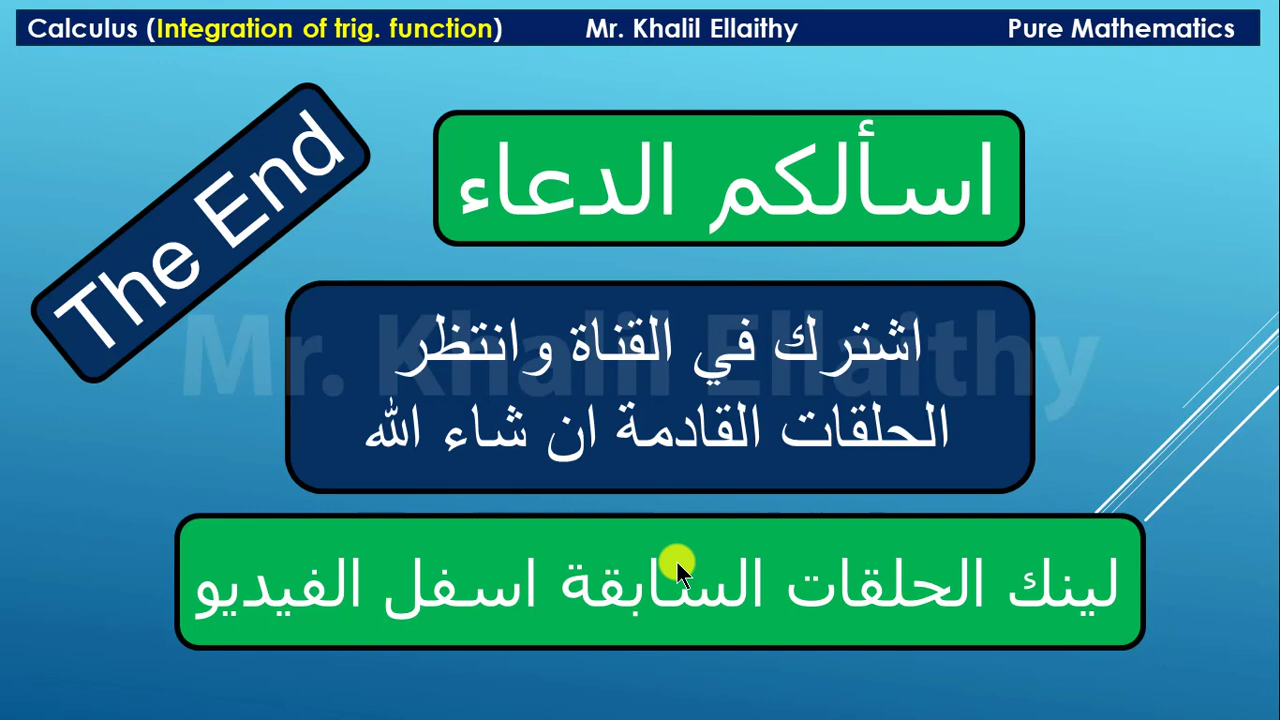 Calculus (Integration of trig. function) Mr. Khalil Ellaithy Pure Mathematics
The End
اسألكم الدعاء
اشترك في القناة وانتظر
الحلقات القادمة ان شاء الله
Mr. Khalil Ellaithy
لينك الحلقات السابقة اسفل الفيديو